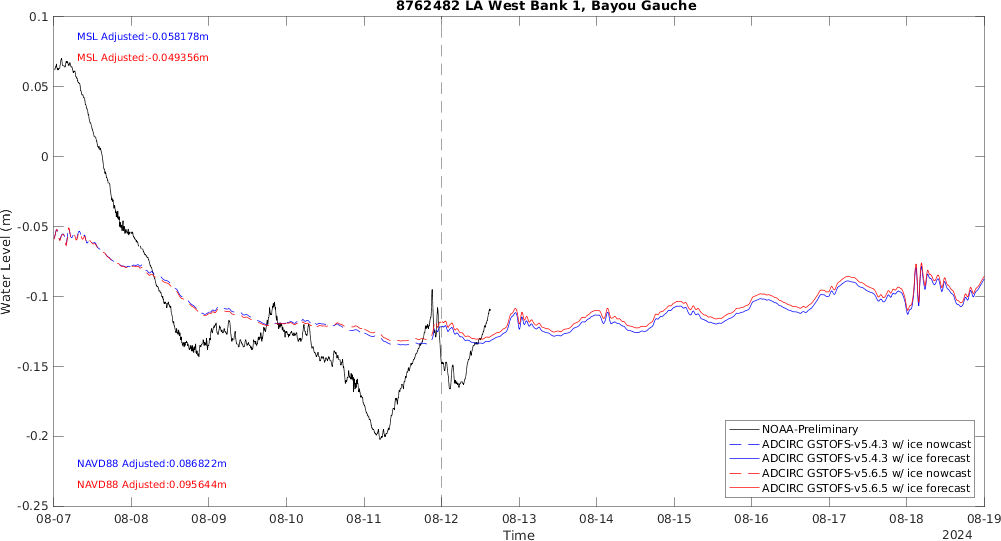 8762482 LA West Bank 1, Bayou Gauche
MSL Adjusted:-0.058178m
MSL Adjusted:-0.049356m
Water Level (m)
0.1
0.05
0
-0.05
-0.1
-0.15
-0.2
-0.25
NAVD88 Adjusted:0.086822m
NAVD88 Adjusted:0.095644m
NOAA-Preliminary
ADCIRC GSTOFS-v5.4.3 w/ ice nowcast
ADCIRC GSTOFS-v5.4.3 w/ ice forecast
ADCIRC GSTOFS-v5.6.5 w/ ice nowcast
ADCIRC GSTOFS-v5.6.5 w/ ice forecast
08-07 08-08 08-09 08-10 08-11 08-12 08-13 08-14 08-15 08-16 08-17 08-18 08-19
Time
2024